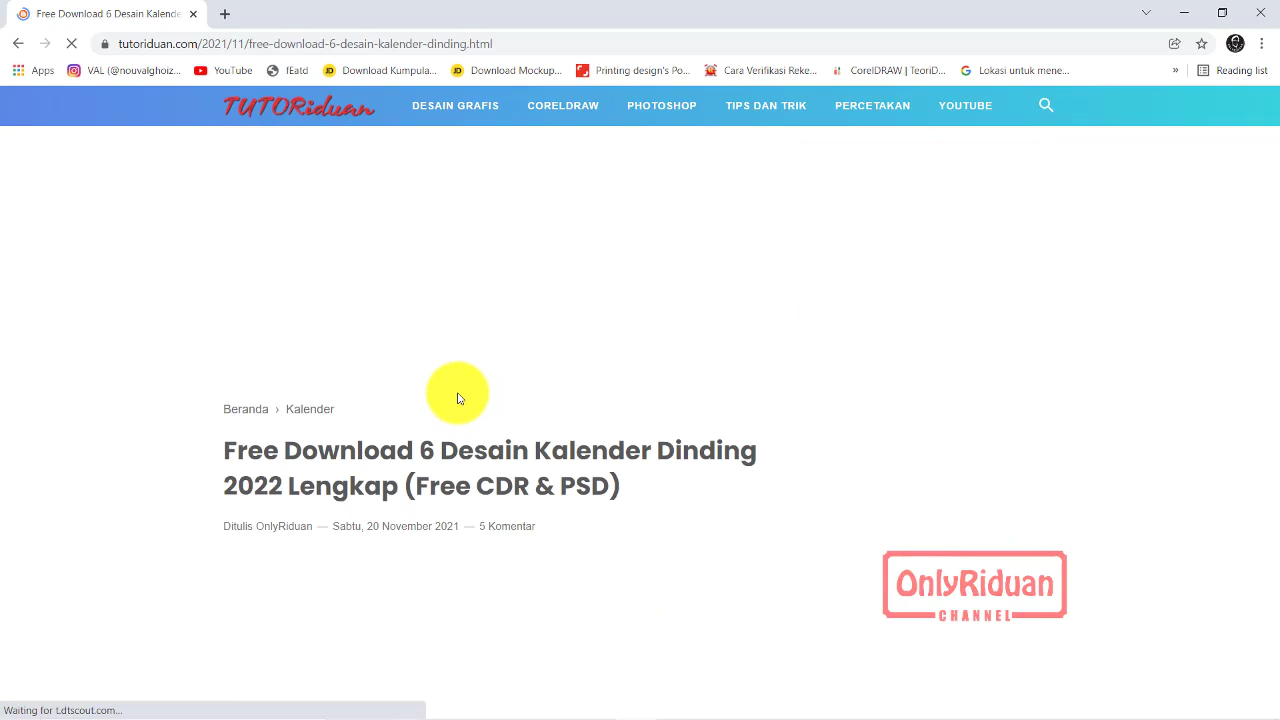 Free Download 6 Desain Kalende
tutoriduan.com/2021/11/free-download-6-desain-kalender-dinding.html
Apps VAL (@nouvalghoiz... YouTube fEatd Download Kumpula... Download Mockup... Printing design's Po... Cara Verifikasi Reke... CorelDRAW | TeoriD... Lokasi untuk mene... » Reading list
TUTORiduan DESAIN GRAFIS CORELDRAW PHOTOSHOP TIPS DAN TRIK PERCETAKAN YOUTUBE
Beranda › Kalender
Free Download 6 Desain Kalender Dinding
2022 Lengkap (Free CDR & PSD)
Ditulis OnlyRiduan — Sabtu, 20 November 2021 — 5 Komentar
OnlyRiduan
CHANNEL
Waiting for t.dtscout.com...